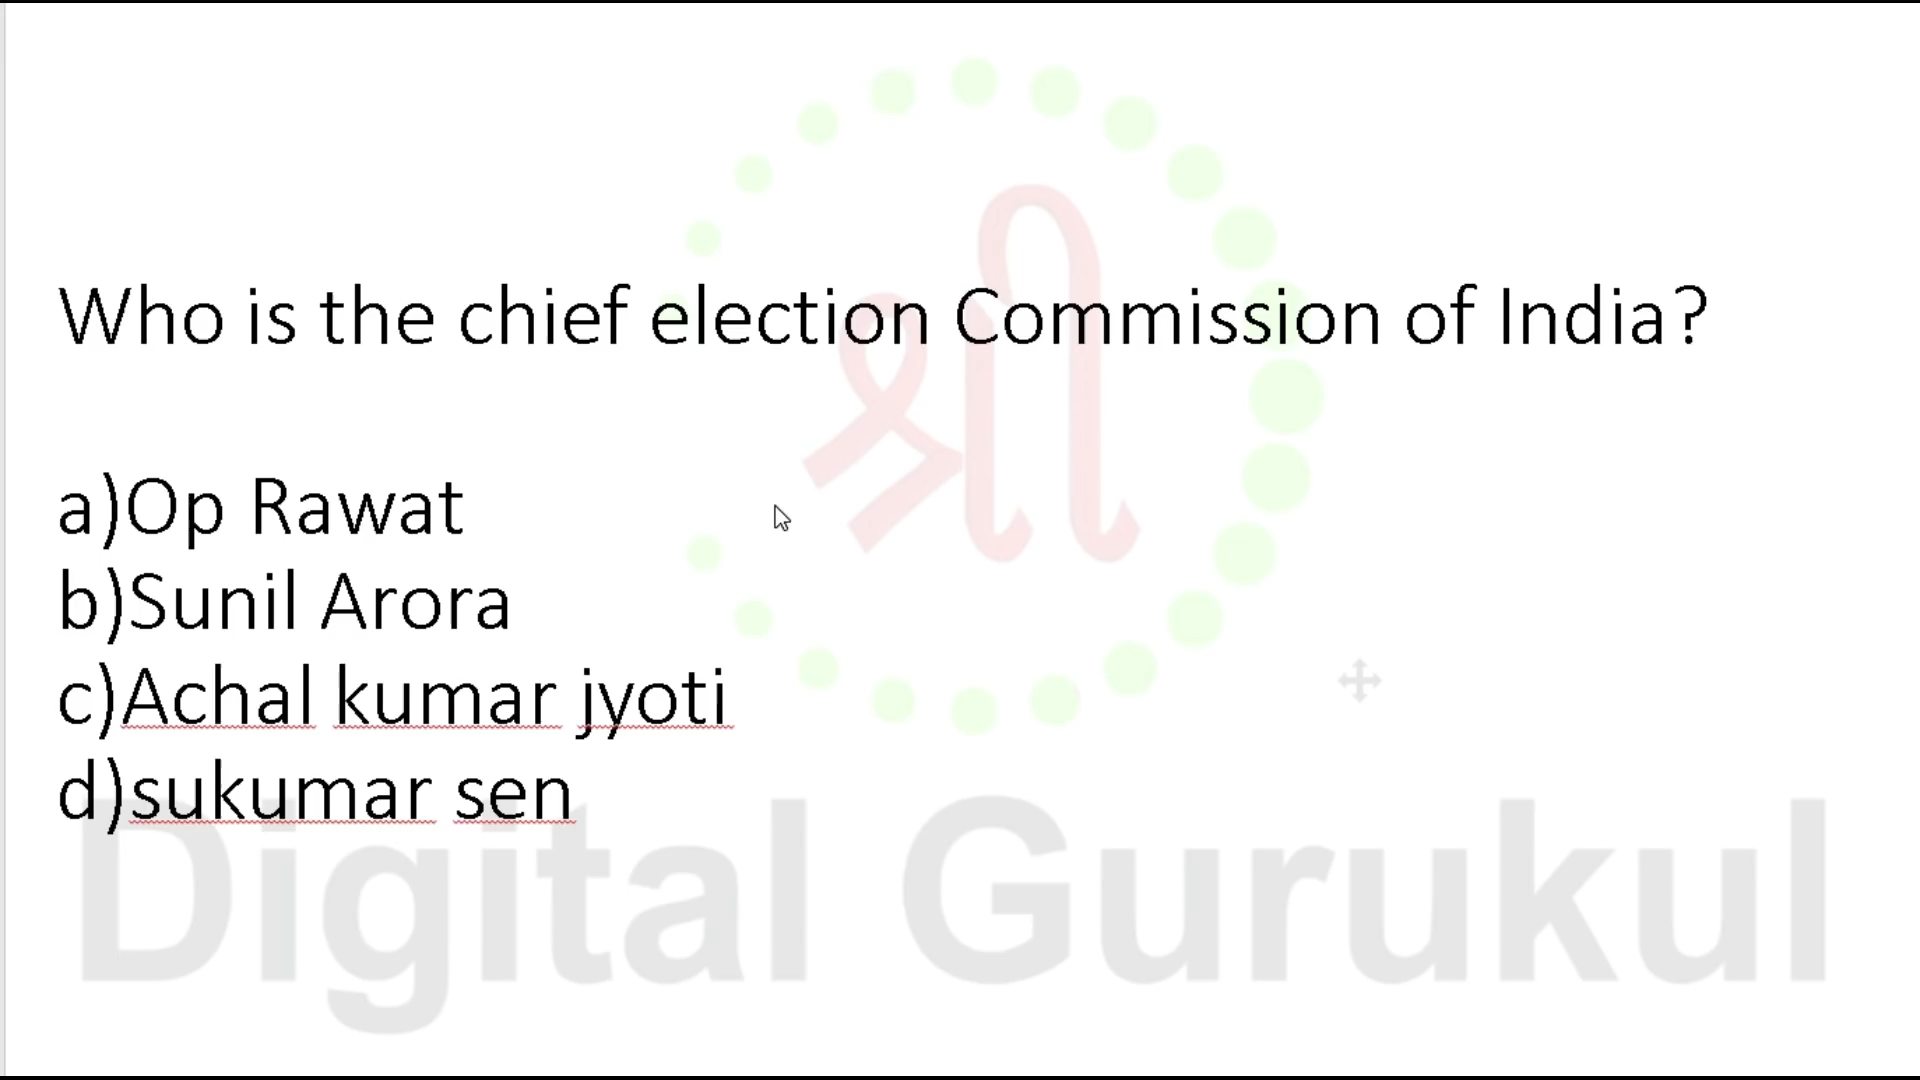 श्री
Who is the chief election Commission of India?
a)Op Rawat
b)Sunil Arora
c)Achal kumar jyoti
d)sukumar sen
Digital Gurukul